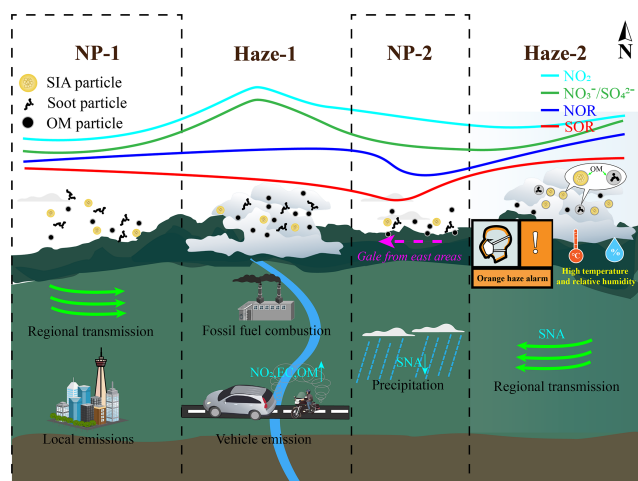 NP-1
Haze-1
NP-2
Haze-2
N
SIA particle
Soot particle
OM particle
NO₂
NO₃⁻/SO₄²⁻
NOR
SOR
OM
Gale from east areas
!
Orange haze alarm
°C
%
High temperature
and relative humidity
Regional transmission
Fossil fuel combustion
SNA
Precipitation
SNA
Regional transmission
NO₂,EC,OM
Local emissions
Vehicle emission